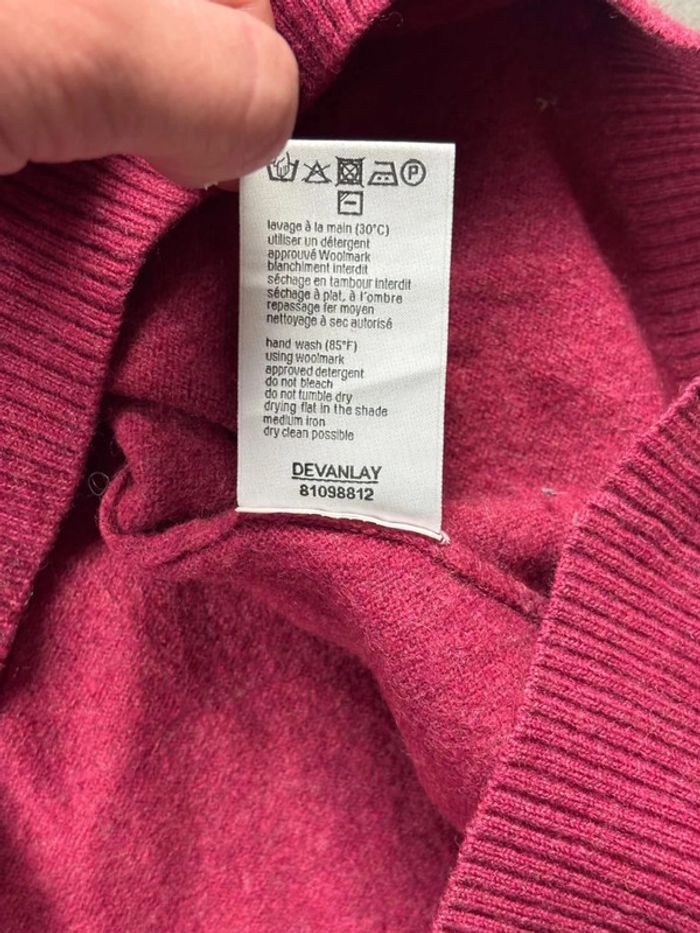 P
lavage à la main (30°C)
utiliser un détergent
approuvé Woolmark
blanchiment interdit
séchage en tambour interdit
séchage à plat, à l'ombre
repassage fer moyen
nettoyage à sec autorisé
hand wash (85°F)
using woolmark
approved detergent
do not bleach
do not tumble dry
drying flat in the shade
medium iron
dry clean possible
DEVANLAY
81098812